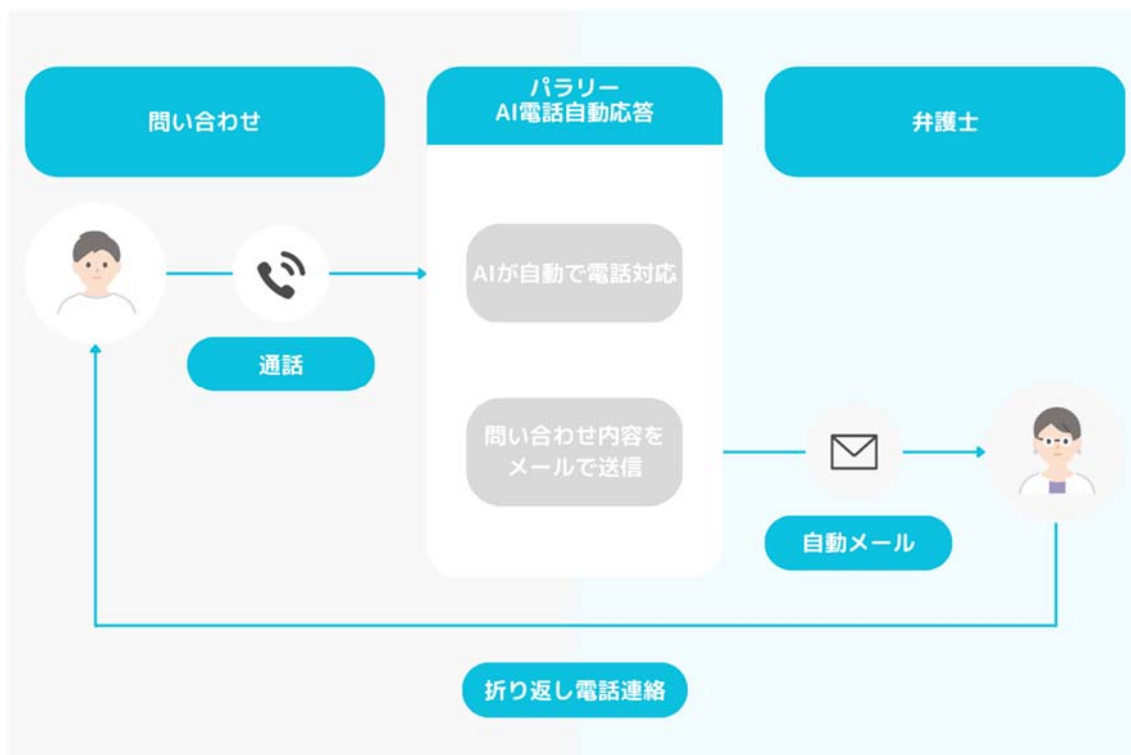 問い合わせ
パラリー
AI電話自動応答
弁護士
AIが自動で電話対応
通話
問い合わせ内容を
メールで送信
自動メール
折り返し電話連絡